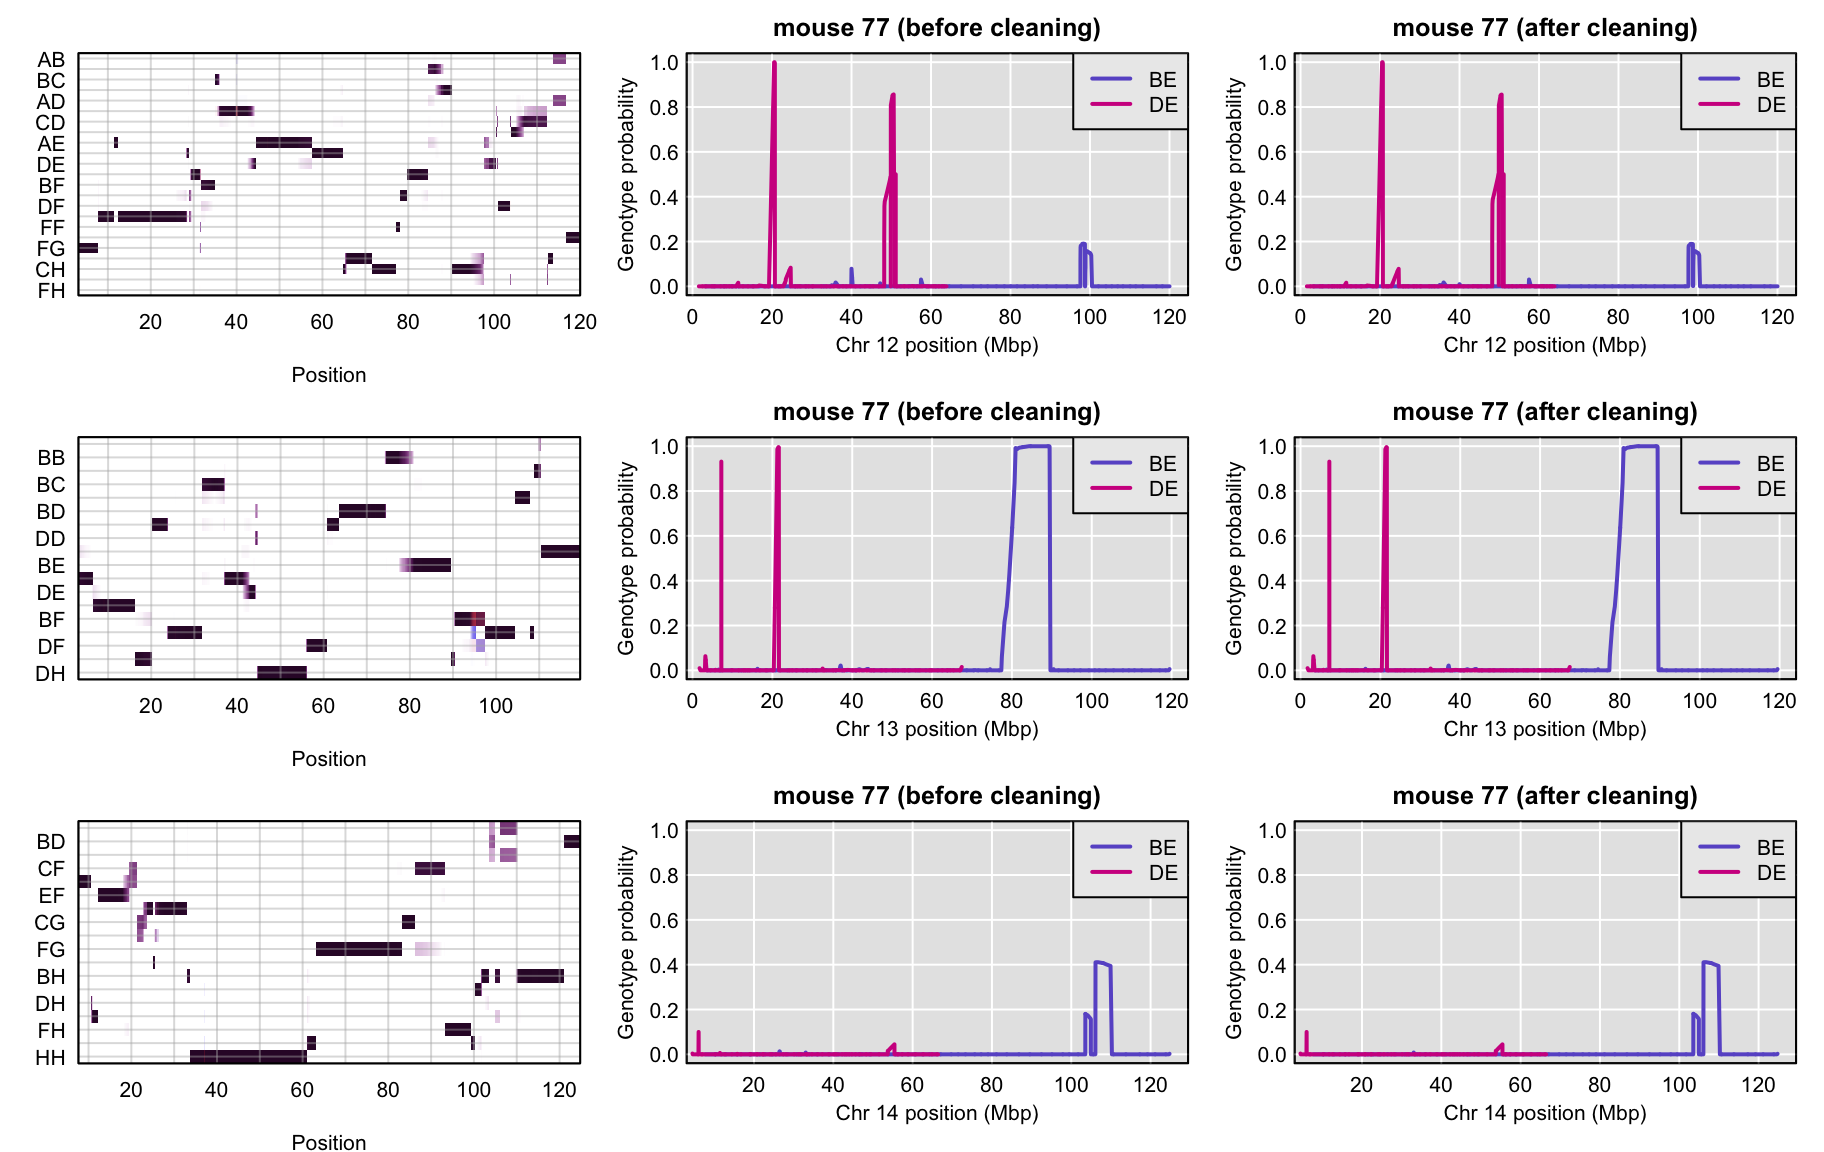 AB
BC
AD
CD
AE
DE
BF
DF
FF
FG
CH
FH
20 40 60 80 100 120
Position
mouse 77 (before cleaning)
Genotype probability
1.0
0.8
0.6
0.4
0.2
0.0
BE
DE
0 20 40 60 80 100 120
Chr 12 position (Mbp)
mouse 77 (after cleaning)
Genotype probability
1.0
0.8
0.6
0.4
0.2
0.0
BE
DE
0 20 40 60 80 100 120
Chr 12 position (Mbp)
BB
BC
BD
DD
BE
DE
BF
DF
DH
20 40 60 80 100
Position
mouse 77 (before cleaning)
Genotype probability
1.0
0.8
0.6
0.4
0.2
0.0
BE
DE
0 20 40 60 80 100 120
Chr 13 position (Mbp)
mouse 77 (after cleaning)
Genotype probability
1.0
0.8
0.6
0.4
0.2
0.0
BE
DE
0 20 40 60 80 100 120
Chr 13 position (Mbp)
BD
CF
EF
CG
FG
BH
DH
FH
HH
20 40 60 80 100 120
Position
mouse 77 (before cleaning)
Genotype probability
1.0
0.8
0.6
0.4
0.2
0.0
BE
DE
20 40 60 80 100 120
Chr 14 position (Mbp)
mouse 77 (after cleaning)
Genotype probability
1.0
0.8
0.6
0.4
0.2
0.0
BE
DE
20 40 60 80 100 120
Chr 14 position (Mbp)